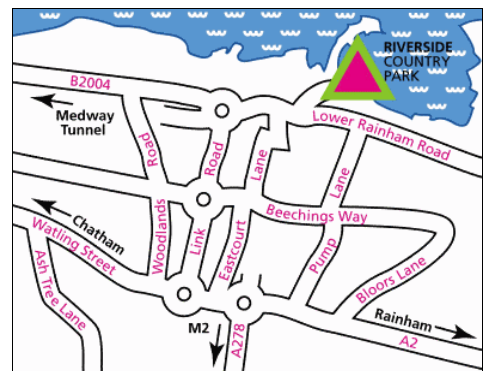 RIVERSIDE
COUNTRY
PARK
B2004
Medway
Tunnel
Lower Rainham Road
Woodlands Road
Link Road
Eastcourt Lane
Pump Lane
Beechings Way
Chatham
Watling Street
Ash Tree Lane
Bloors Lane
M2
A278
Rainham
A2